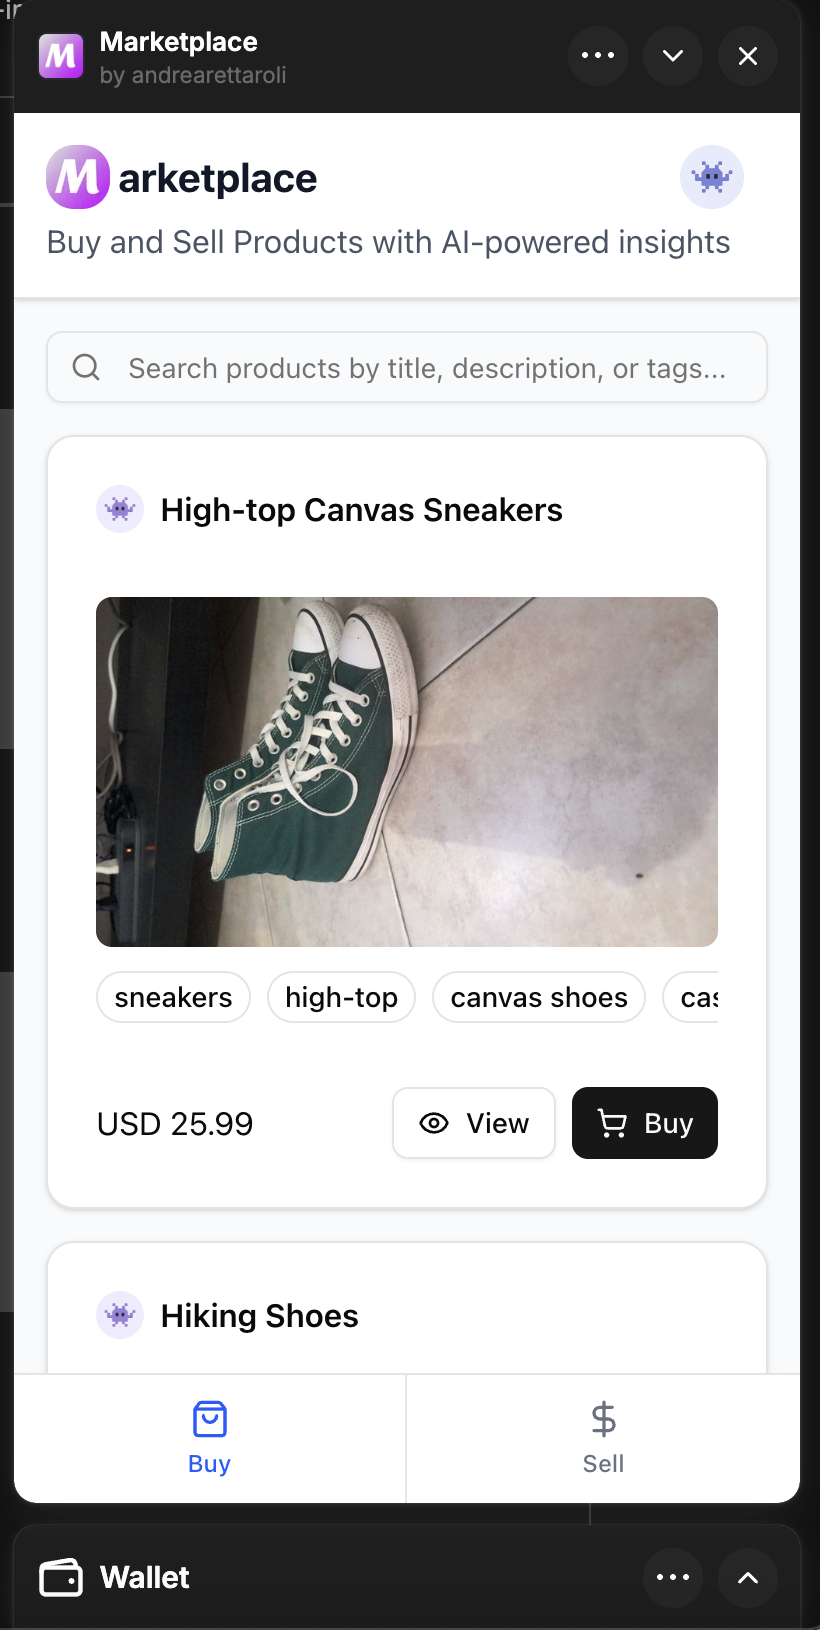 Marketplace
by andrearettaroli
M arketplace
Buy and Sell Products with AI-powered insights
Search products by title, description, or tags...
High-top Canvas Sneakers
sneakers high-top canvas shoes cas
USD 25.99 View Buy
Hiking Shoes
Buy Sell
Wallet